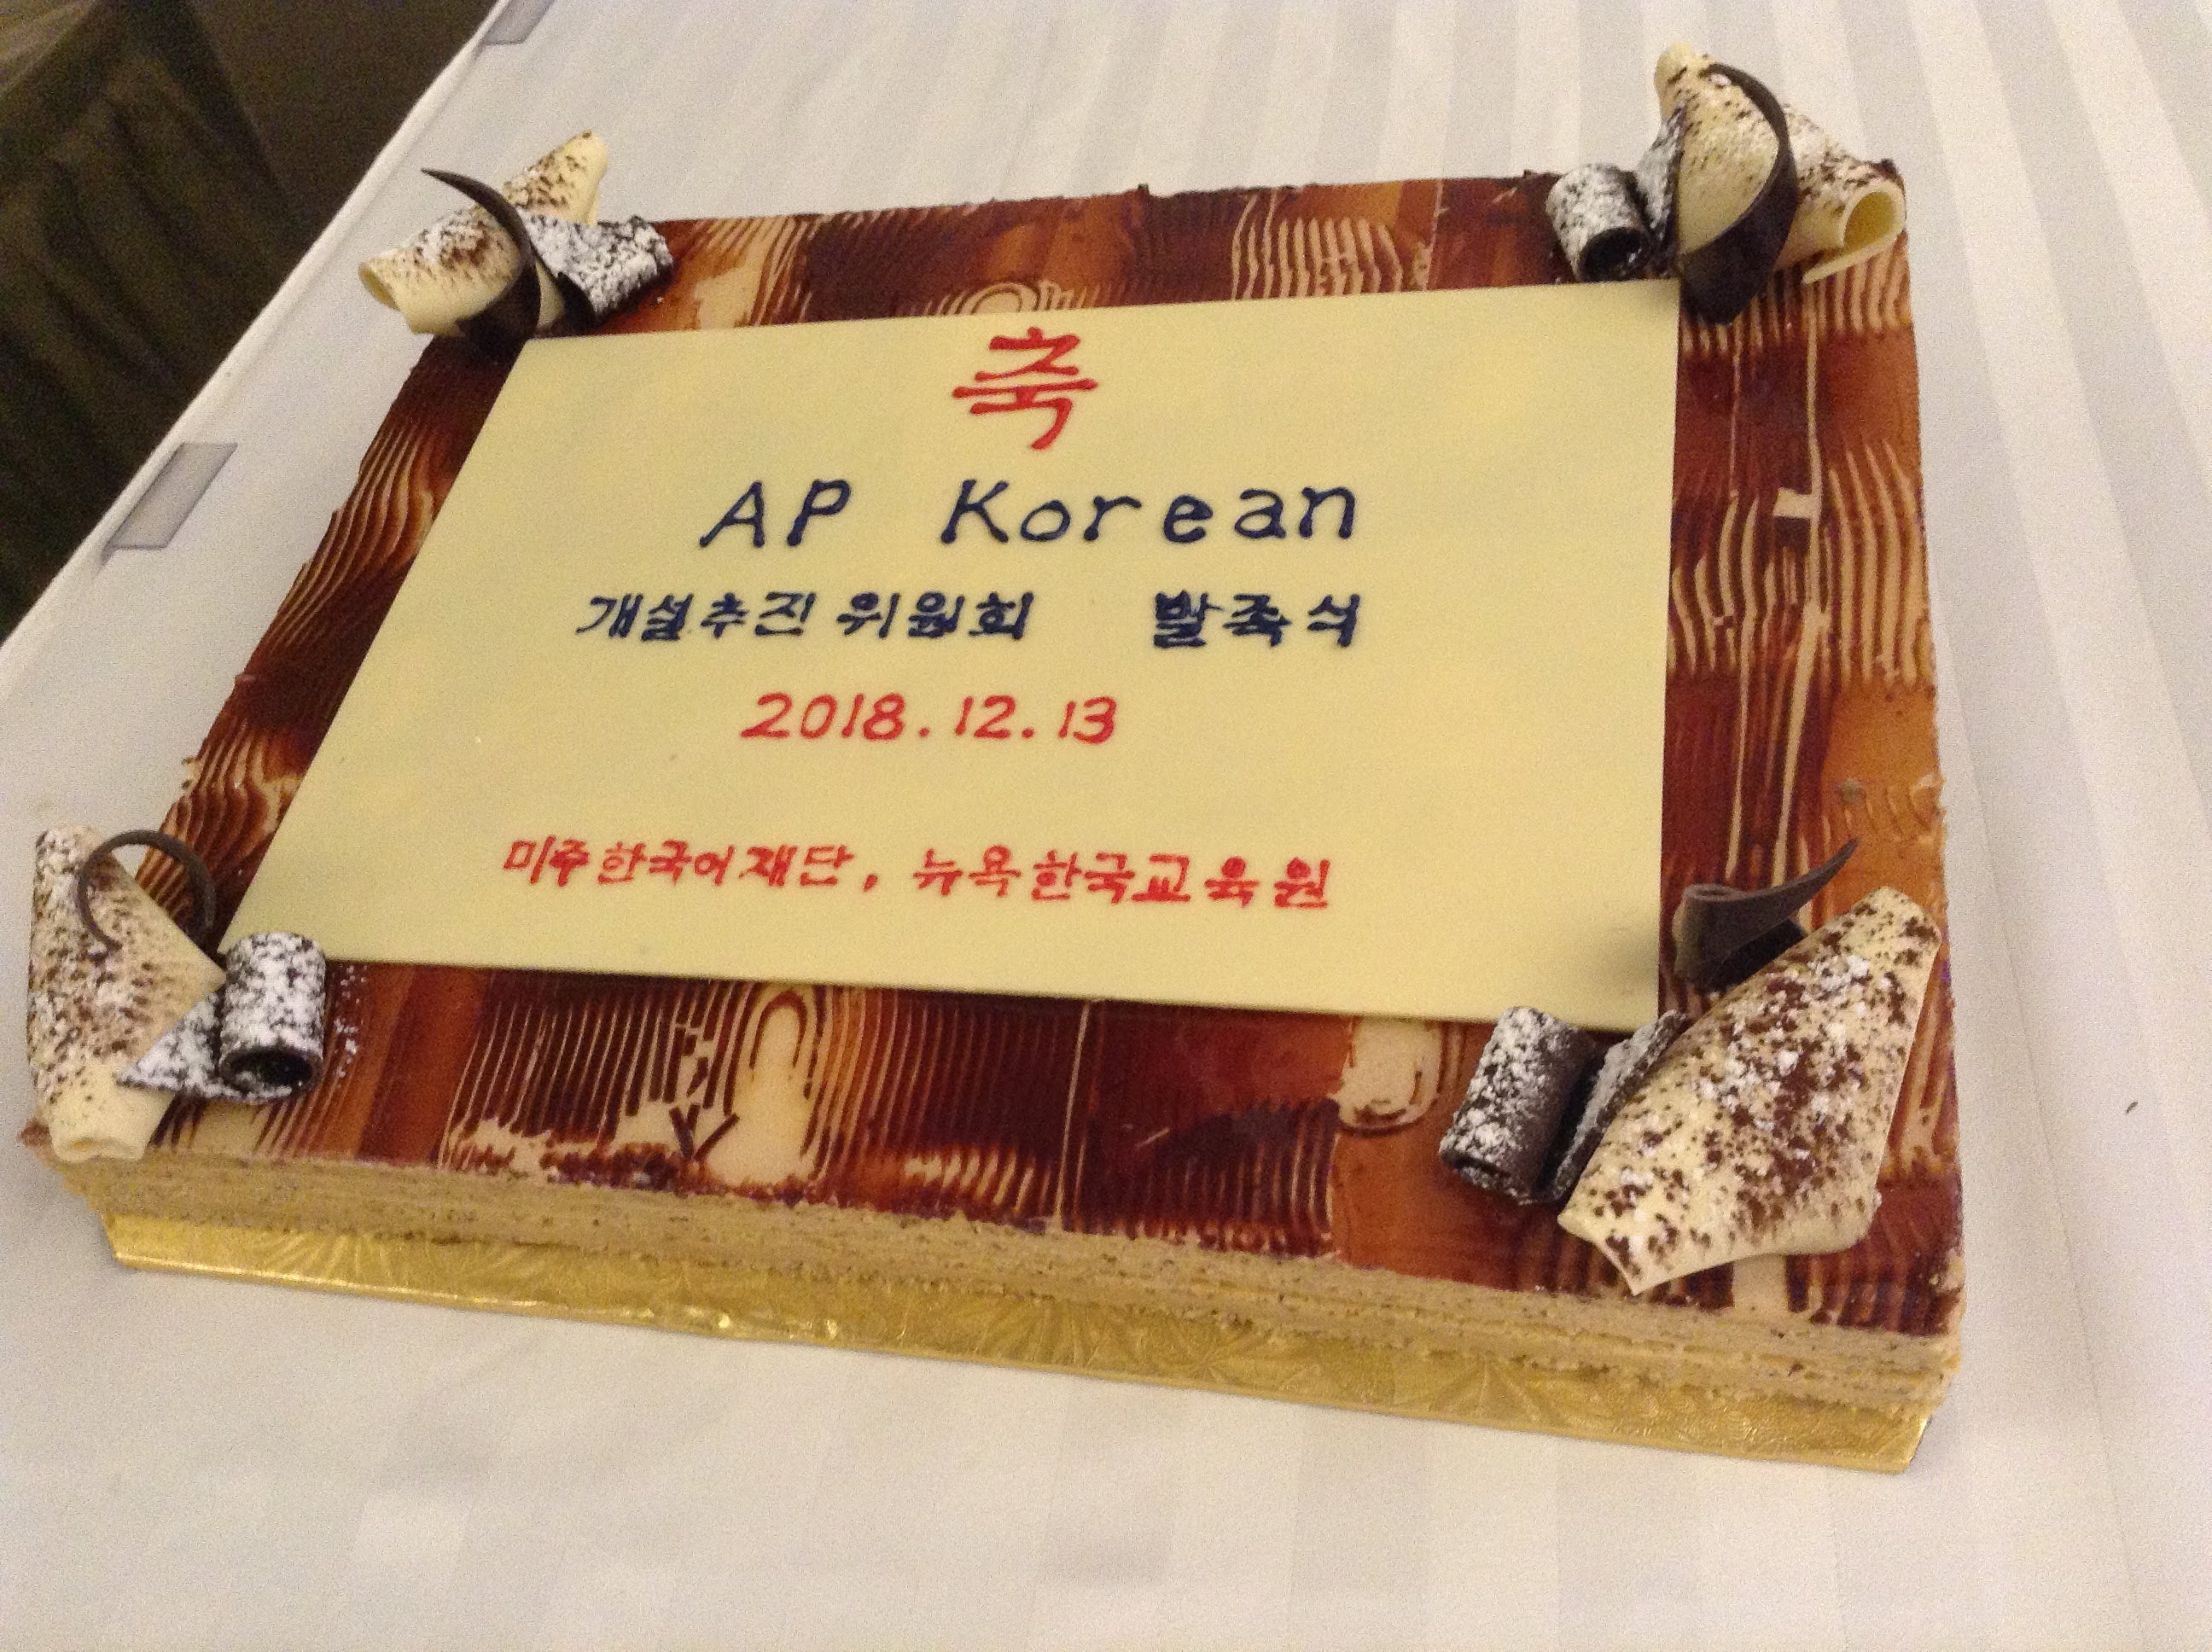 축
AP Korean
개설추진 위원회 발족식
2018.12.13
미주한국어재단, 뉴욕한국교육원